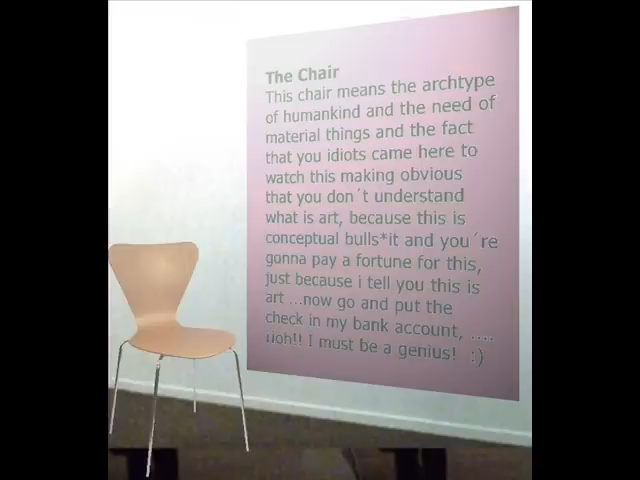 The Chair
This chair means the archtype
of humankind and the need of
material things and the fact
that you idiots came here to
watch this making obvious
that you don´t understand
what is art, because this is
conceptual bulls*it and you´re
gonna pay a fortune for this,
just because i tell you this is
art ...now go and put the
check in my bank account, ....
iioh!! I must be a genius! :)